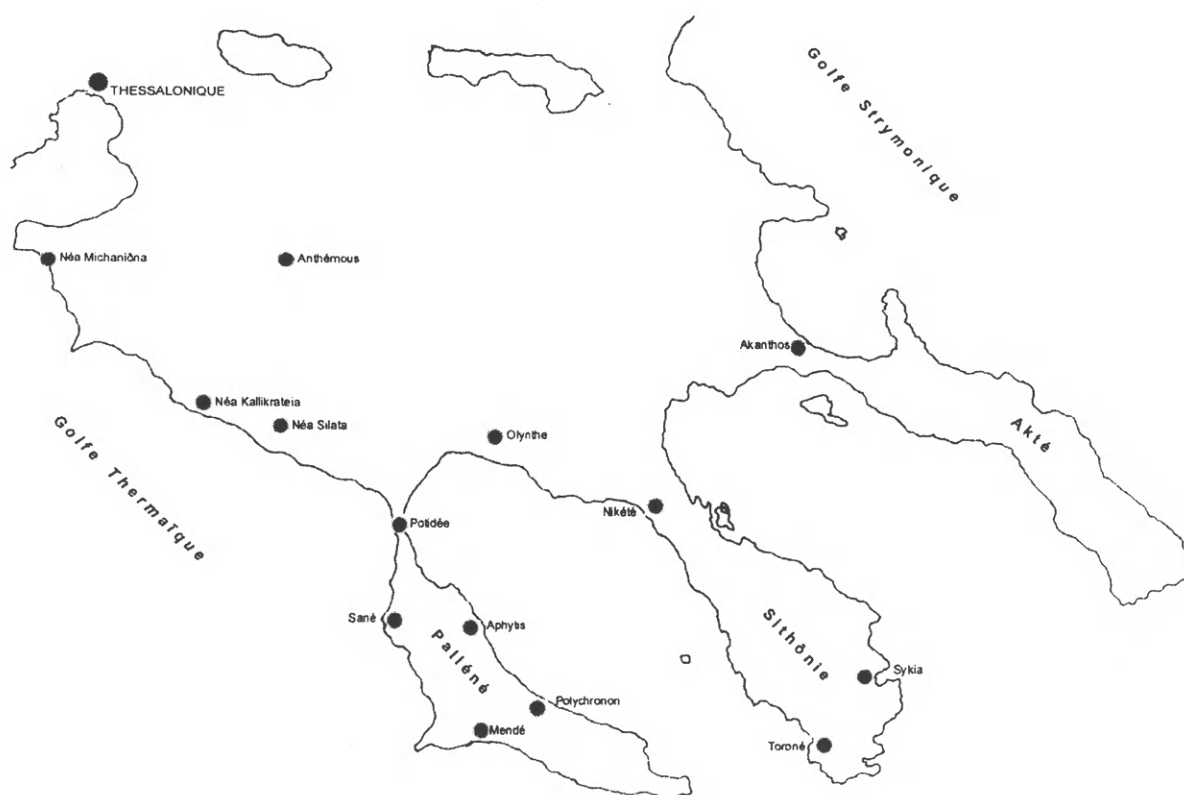 THESSALONIQUE
Golfe Strymonique
Néa Michaniôna
Anthémous
Akanthos
Néa Kallikrateia
Néa Silata
Olynthe
Akté
Golfe Thermaïque
Nikété
Potidée
Sané
Aphytis
Palléné
Sithônie
Sykia
Polychronon
Mendé
Toroné